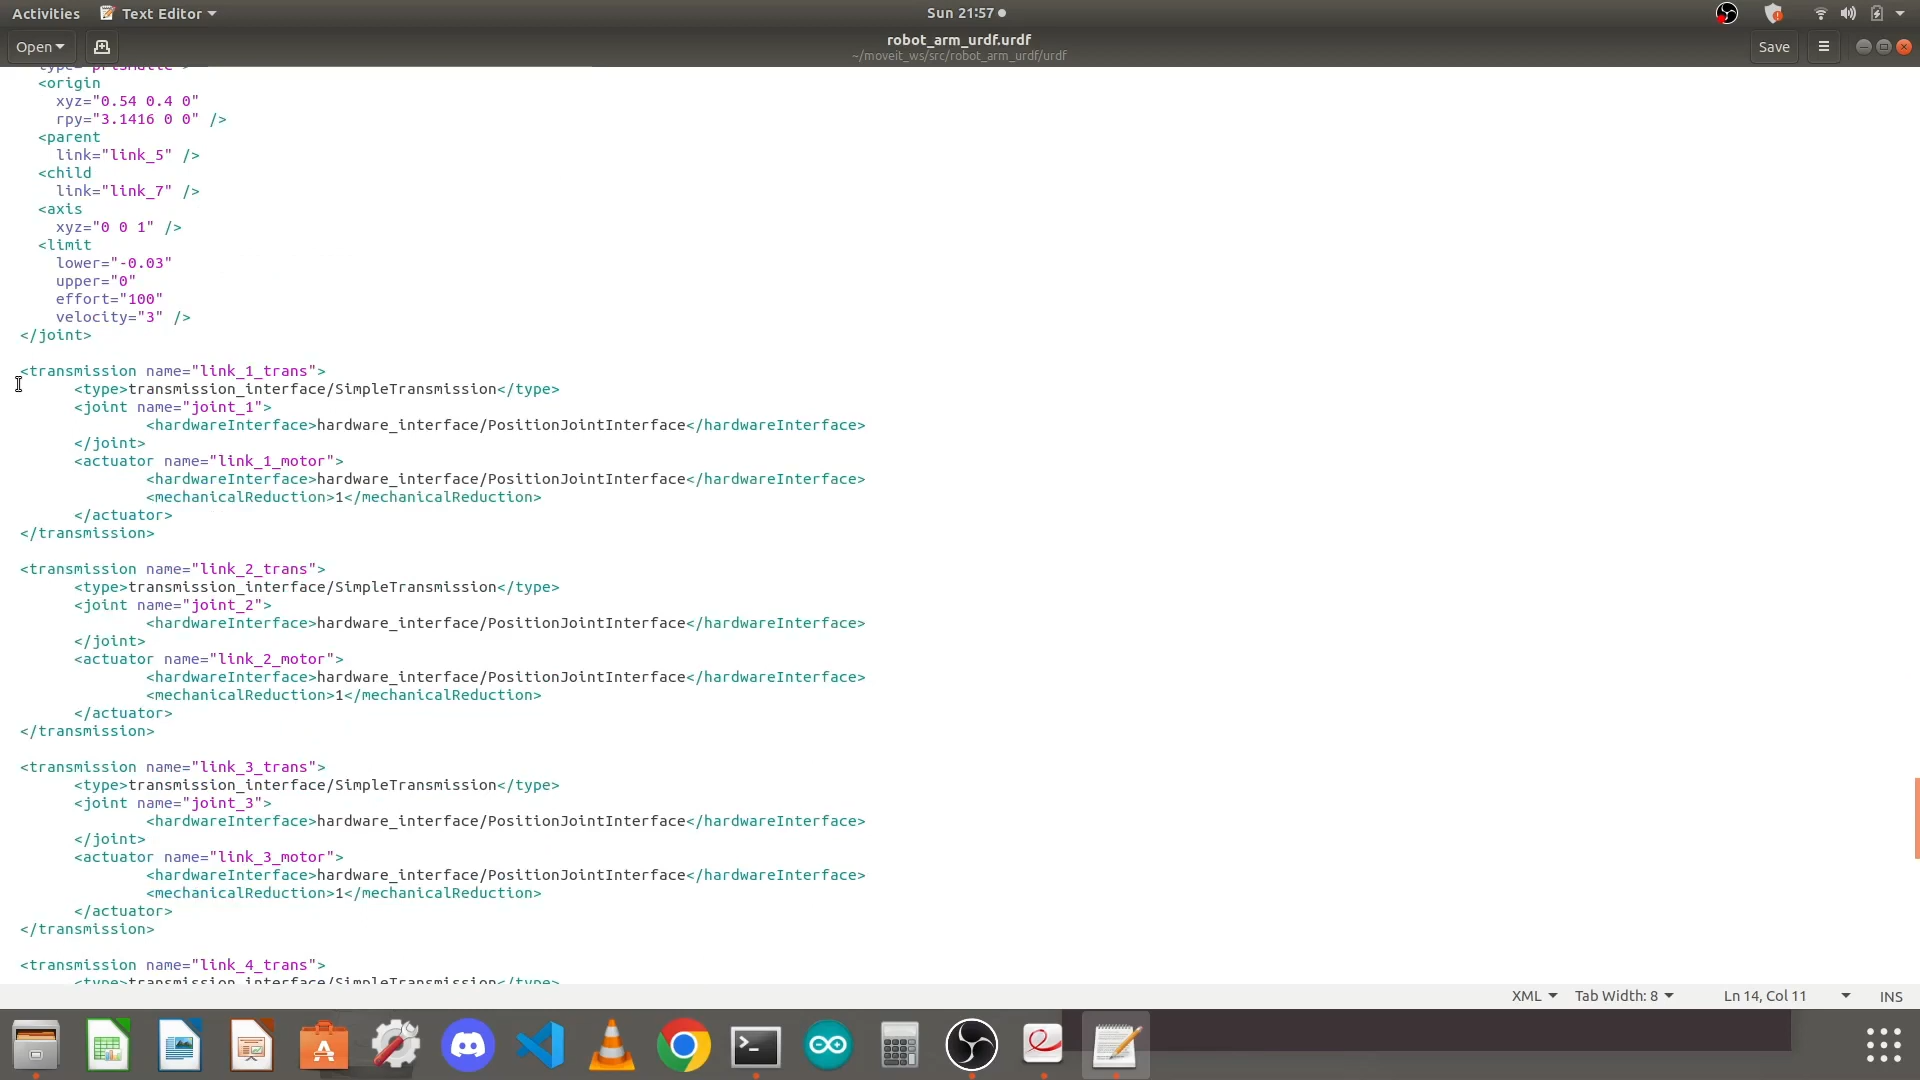 Activities Text Editor Sun 21:57
Open robot_arm_urdf.urdf Save
~/moveit_ws/src/robot_arm_urdf/urdf
type="prismatic">
<origin
xyz="0.54 0.4 0"
rpy="3.1416 0 0" />
<parent
link="link_5" />
<child
link="link_7" />
<axis
xyz="0 0 1" />
<limit
lower="-0.03"
upper="0"
effort="100"
velocity="3" />
</joint>
<transmission name="link_1_trans">
<type>transmission_interface/SimpleTransmission</type>
<joint name="joint_1">
<hardwareInterface>hardware_interface/PositionJointInterface</hardwareInterface>
</joint>
<actuator name="link_1_motor">
<hardwareInterface>hardware_interface/PositionJointInterface</hardwareInterface>
<mechanicalReduction>1</mechanicalReduction>
</actuator>
</transmission>
<transmission name="link_2_trans">
<type>transmission_interface/SimpleTransmission</type>
<joint name="joint_2">
<hardwareInterface>hardware_interface/PositionJointInterface</hardwareInterface>
</joint>
<actuator name="link_2_motor">
<hardwareInterface>hardware_interface/PositionJointInterface</hardwareInterface>
<mechanicalReduction>1</mechanicalReduction>
</actuator>
</transmission>
<transmission name="link_3_trans">
<type>transmission_interface/SimpleTransmission</type>
<joint name="joint_3">
<hardwareInterface>hardware_interface/PositionJointInterface</hardwareInterface>
</joint>
<actuator name="link_3_motor">
<hardwareInterface>hardware_interface/PositionJointInterface</hardwareInterface>
<mechanicalReduction>1</mechanicalReduction>
</actuator>
</transmission>
<transmission name="link_4_trans">
<type>transmission_interface/SimpleTransmission</type>
XML Tab Width: 8 Ln 14, Col 11 INS